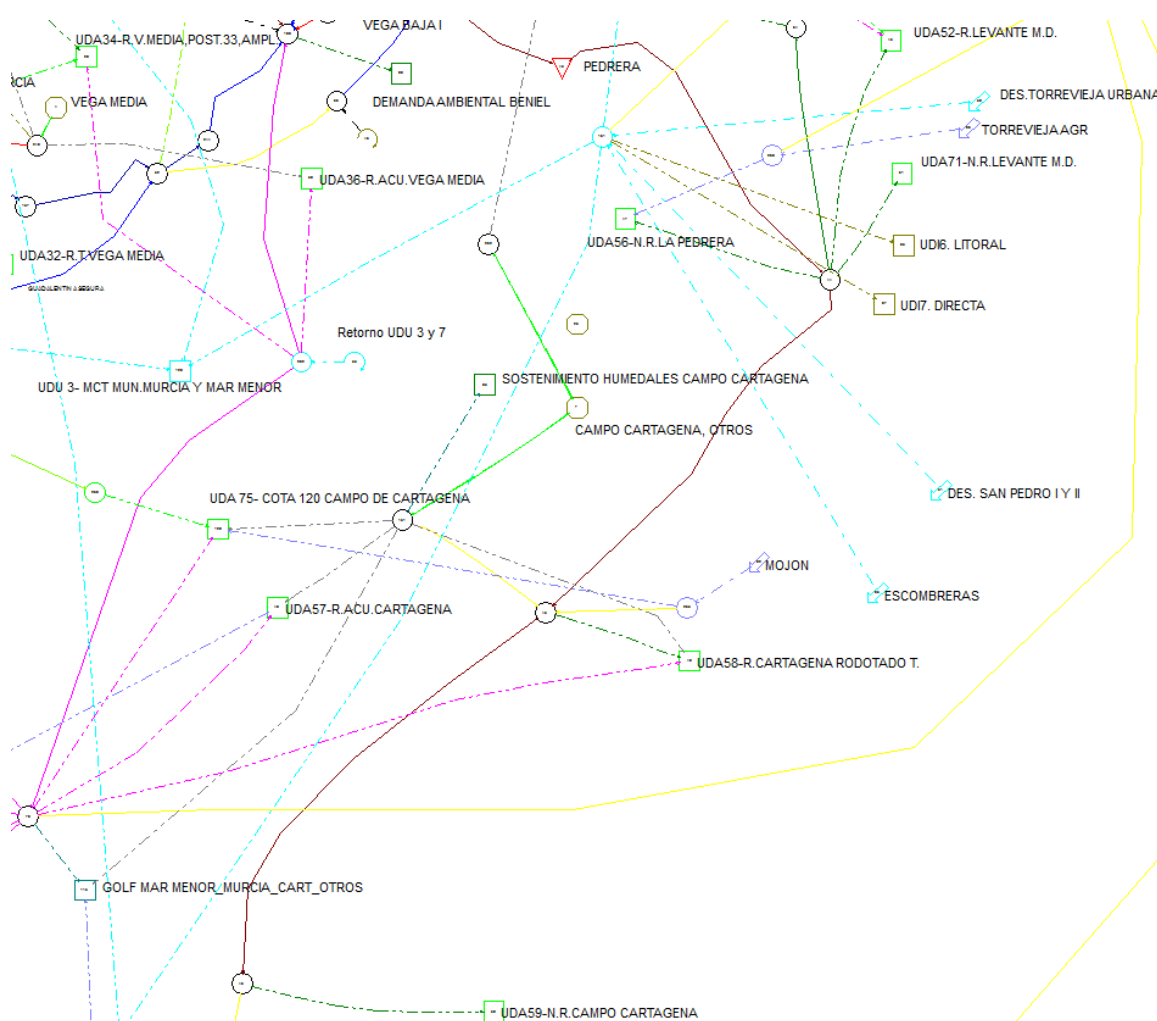 VEGA BAJA I
UDA34-R.V.MEDIA,POST.33,AMPL.
UDA52-R.LEVANTE M.D.
PEDRERA
RCIA
VEGA MEDIA
DEMANDA AMBIENTAL BENIEL
DES.TORREVIEJA URBANA
TORREVIEJA AGR
UDA71-N.R.LEVANTE M.D.
UDA36-R.ACU.VEGA MEDIA
UDA56-N.R.LA PEDRERA
UDI6. LITORAL
UDA32-R.T.VEGA MEDIA
GUADALENTIN A SEGURA
UDI7. DIRECTA
Retorno UDU 3 y 7
UDU 3- MCT MUN.MURCIA Y MAR MENOR
SOSTENIMIENTO HUMEDALES CAMPO CARTAGENA
CAMPO CARTAGENA, OTROS
UDA 75- COTA 120 CAMPO DE CARTAGENA
DES. SAN PEDRO I Y II
MOJON
ESCOMBRERAS
UDA57-R.ACU.CARTAGENA
UDA58-R.CARTAGENA RODOTADO T.
GOLF MAR MENOR_MURCIA_CART_OTROS
UDA59-N.R.CAMPO CARTAGENA